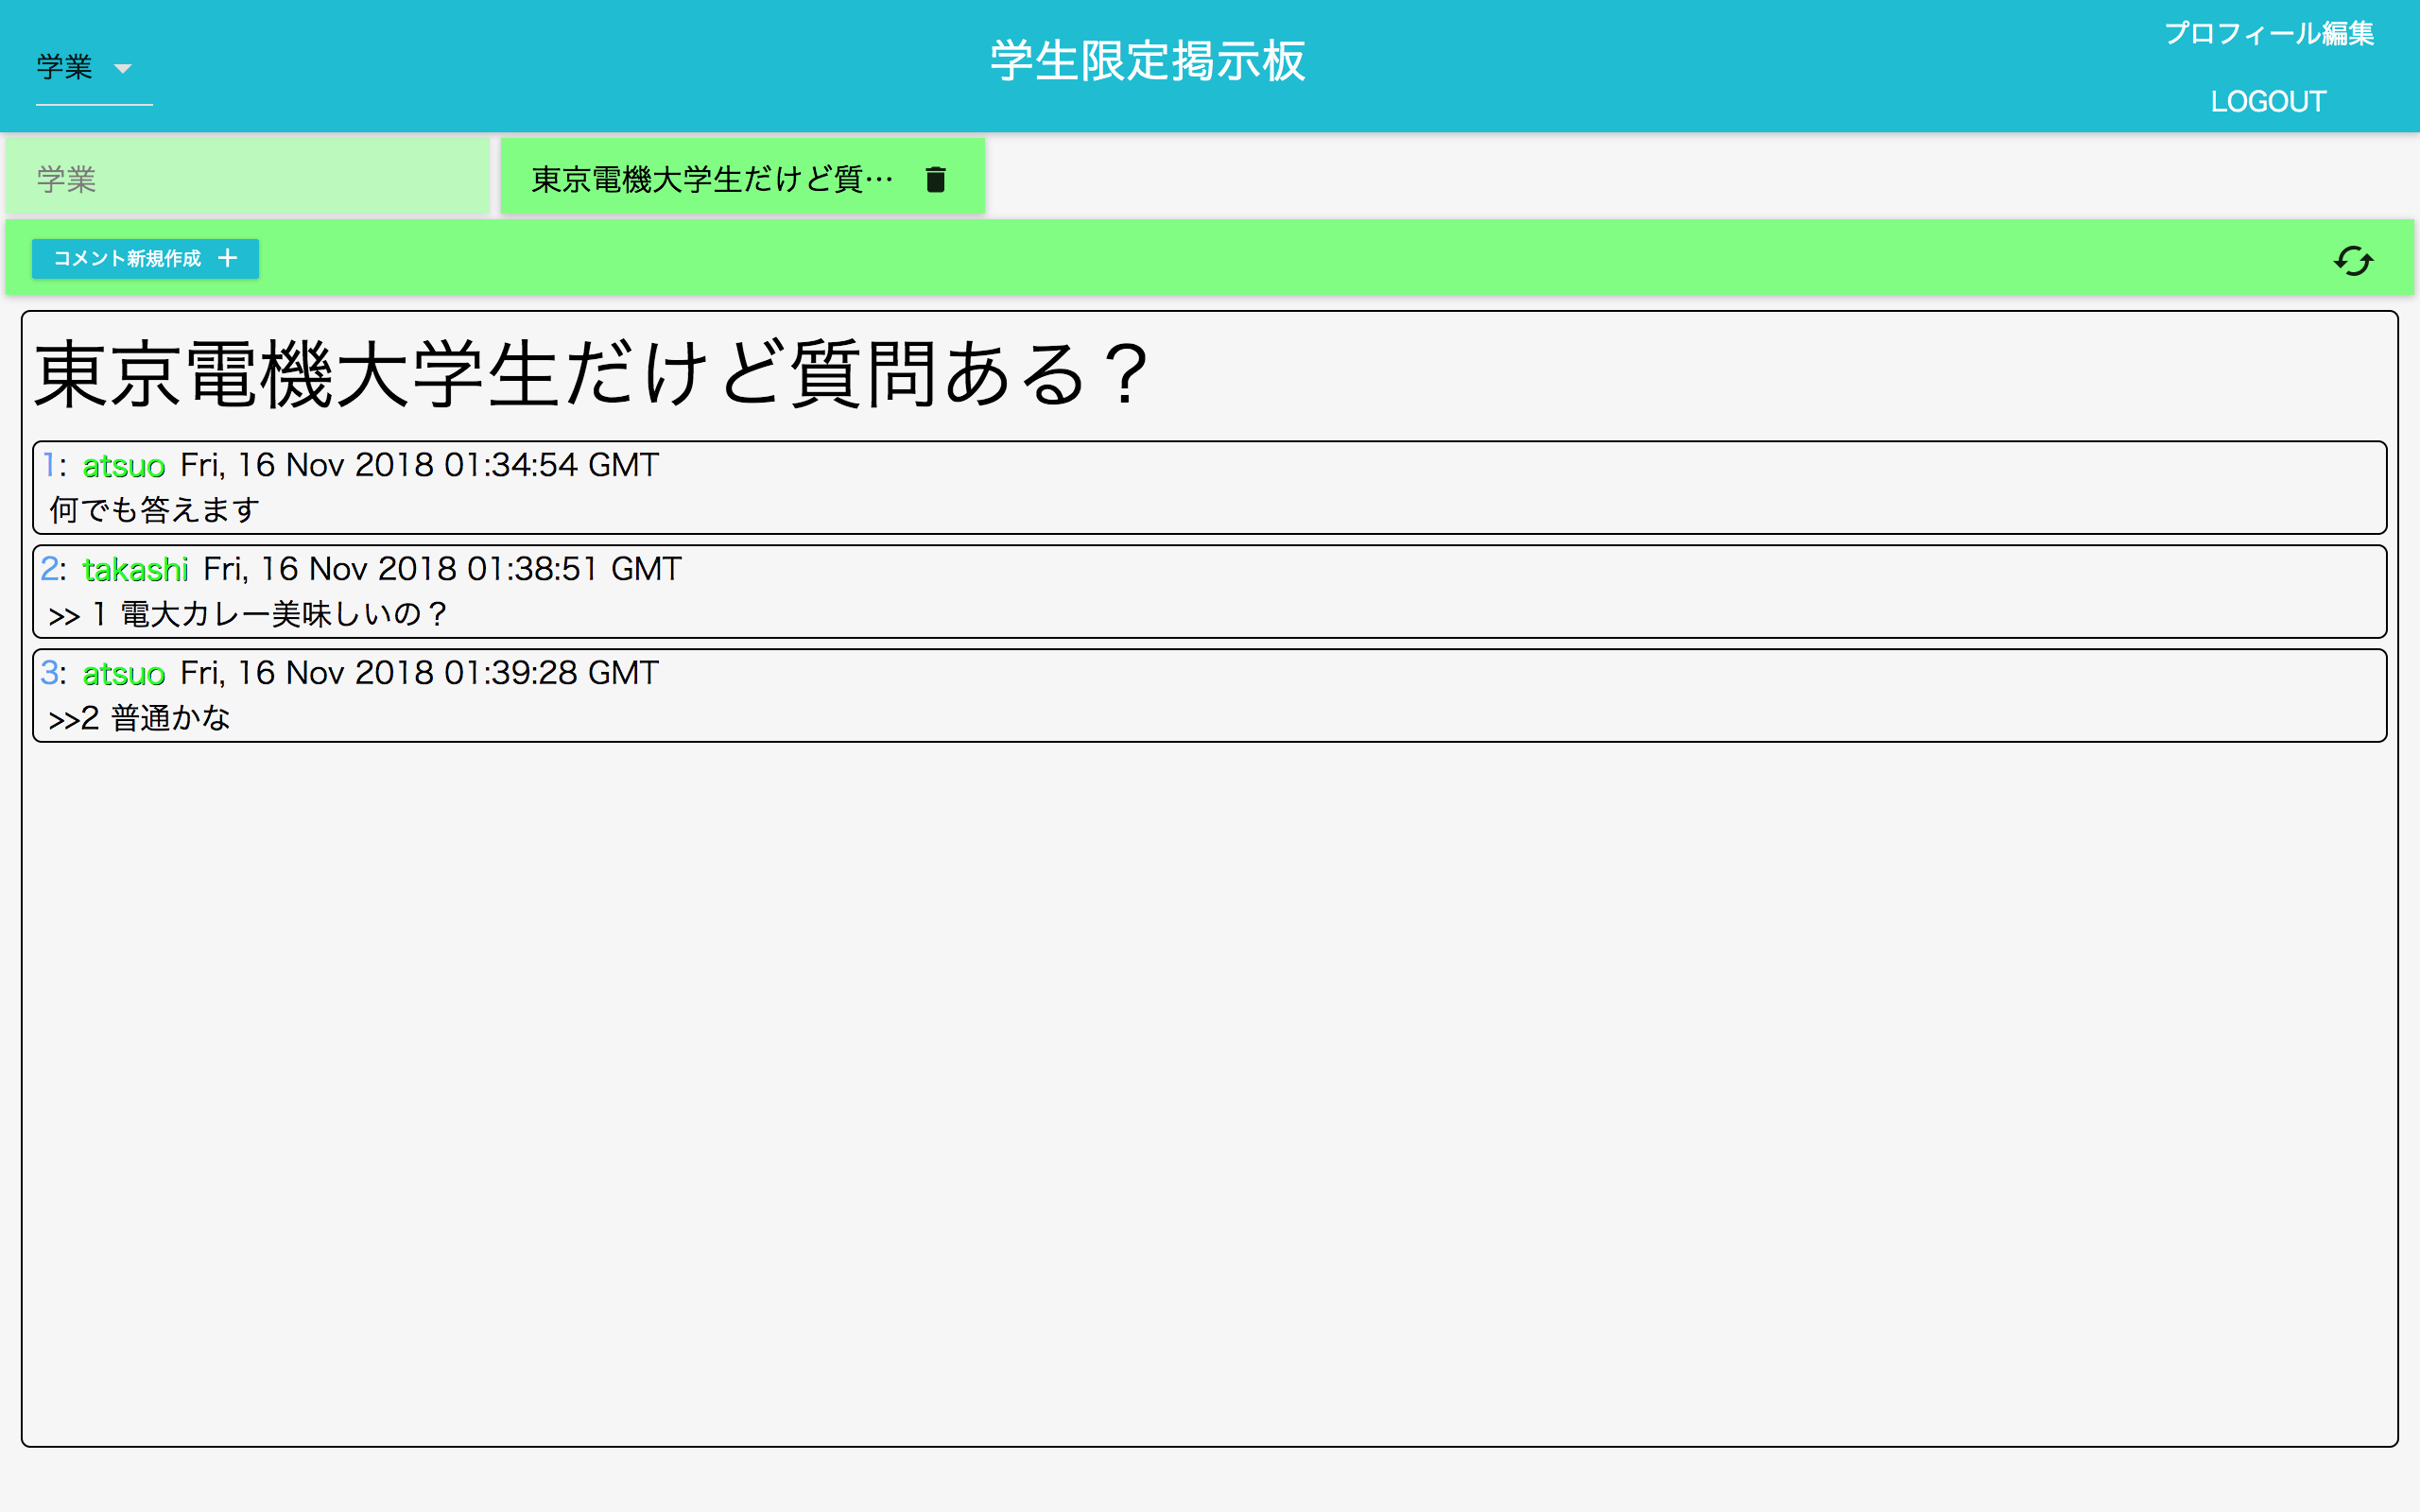 学業
学生限定掲示板
プロフィール編集
LOGOUT
学業
東京電機大学生だけど質…
コメント新規作成 +
東京電機大学生だけど質問ある？
1: atsuo Fri, 16 Nov 2018 01:34:54 GMT
何でも答えます
2: takashi Fri, 16 Nov 2018 01:38:51 GMT
>> 1 電大カレー美味しいの？
3: atsuo Fri, 16 Nov 2018 01:39:28 GMT
>>2 普通かな